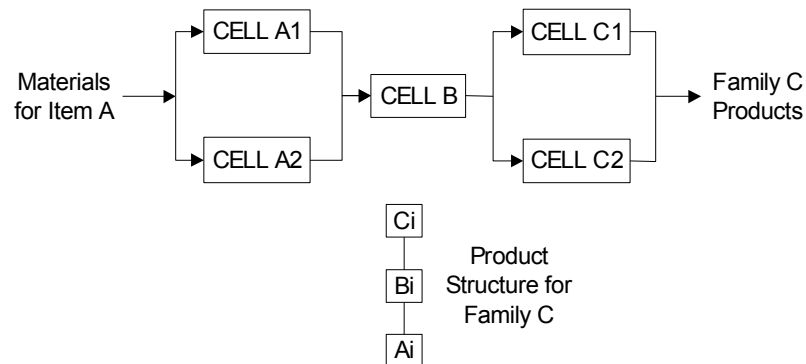 CELL A1
CELL C1
Materials
for Item A
CELL B
Family C
Products
CELL A2
CELL C2
Ci
Bi
Ai
Product
Structure for
Family C